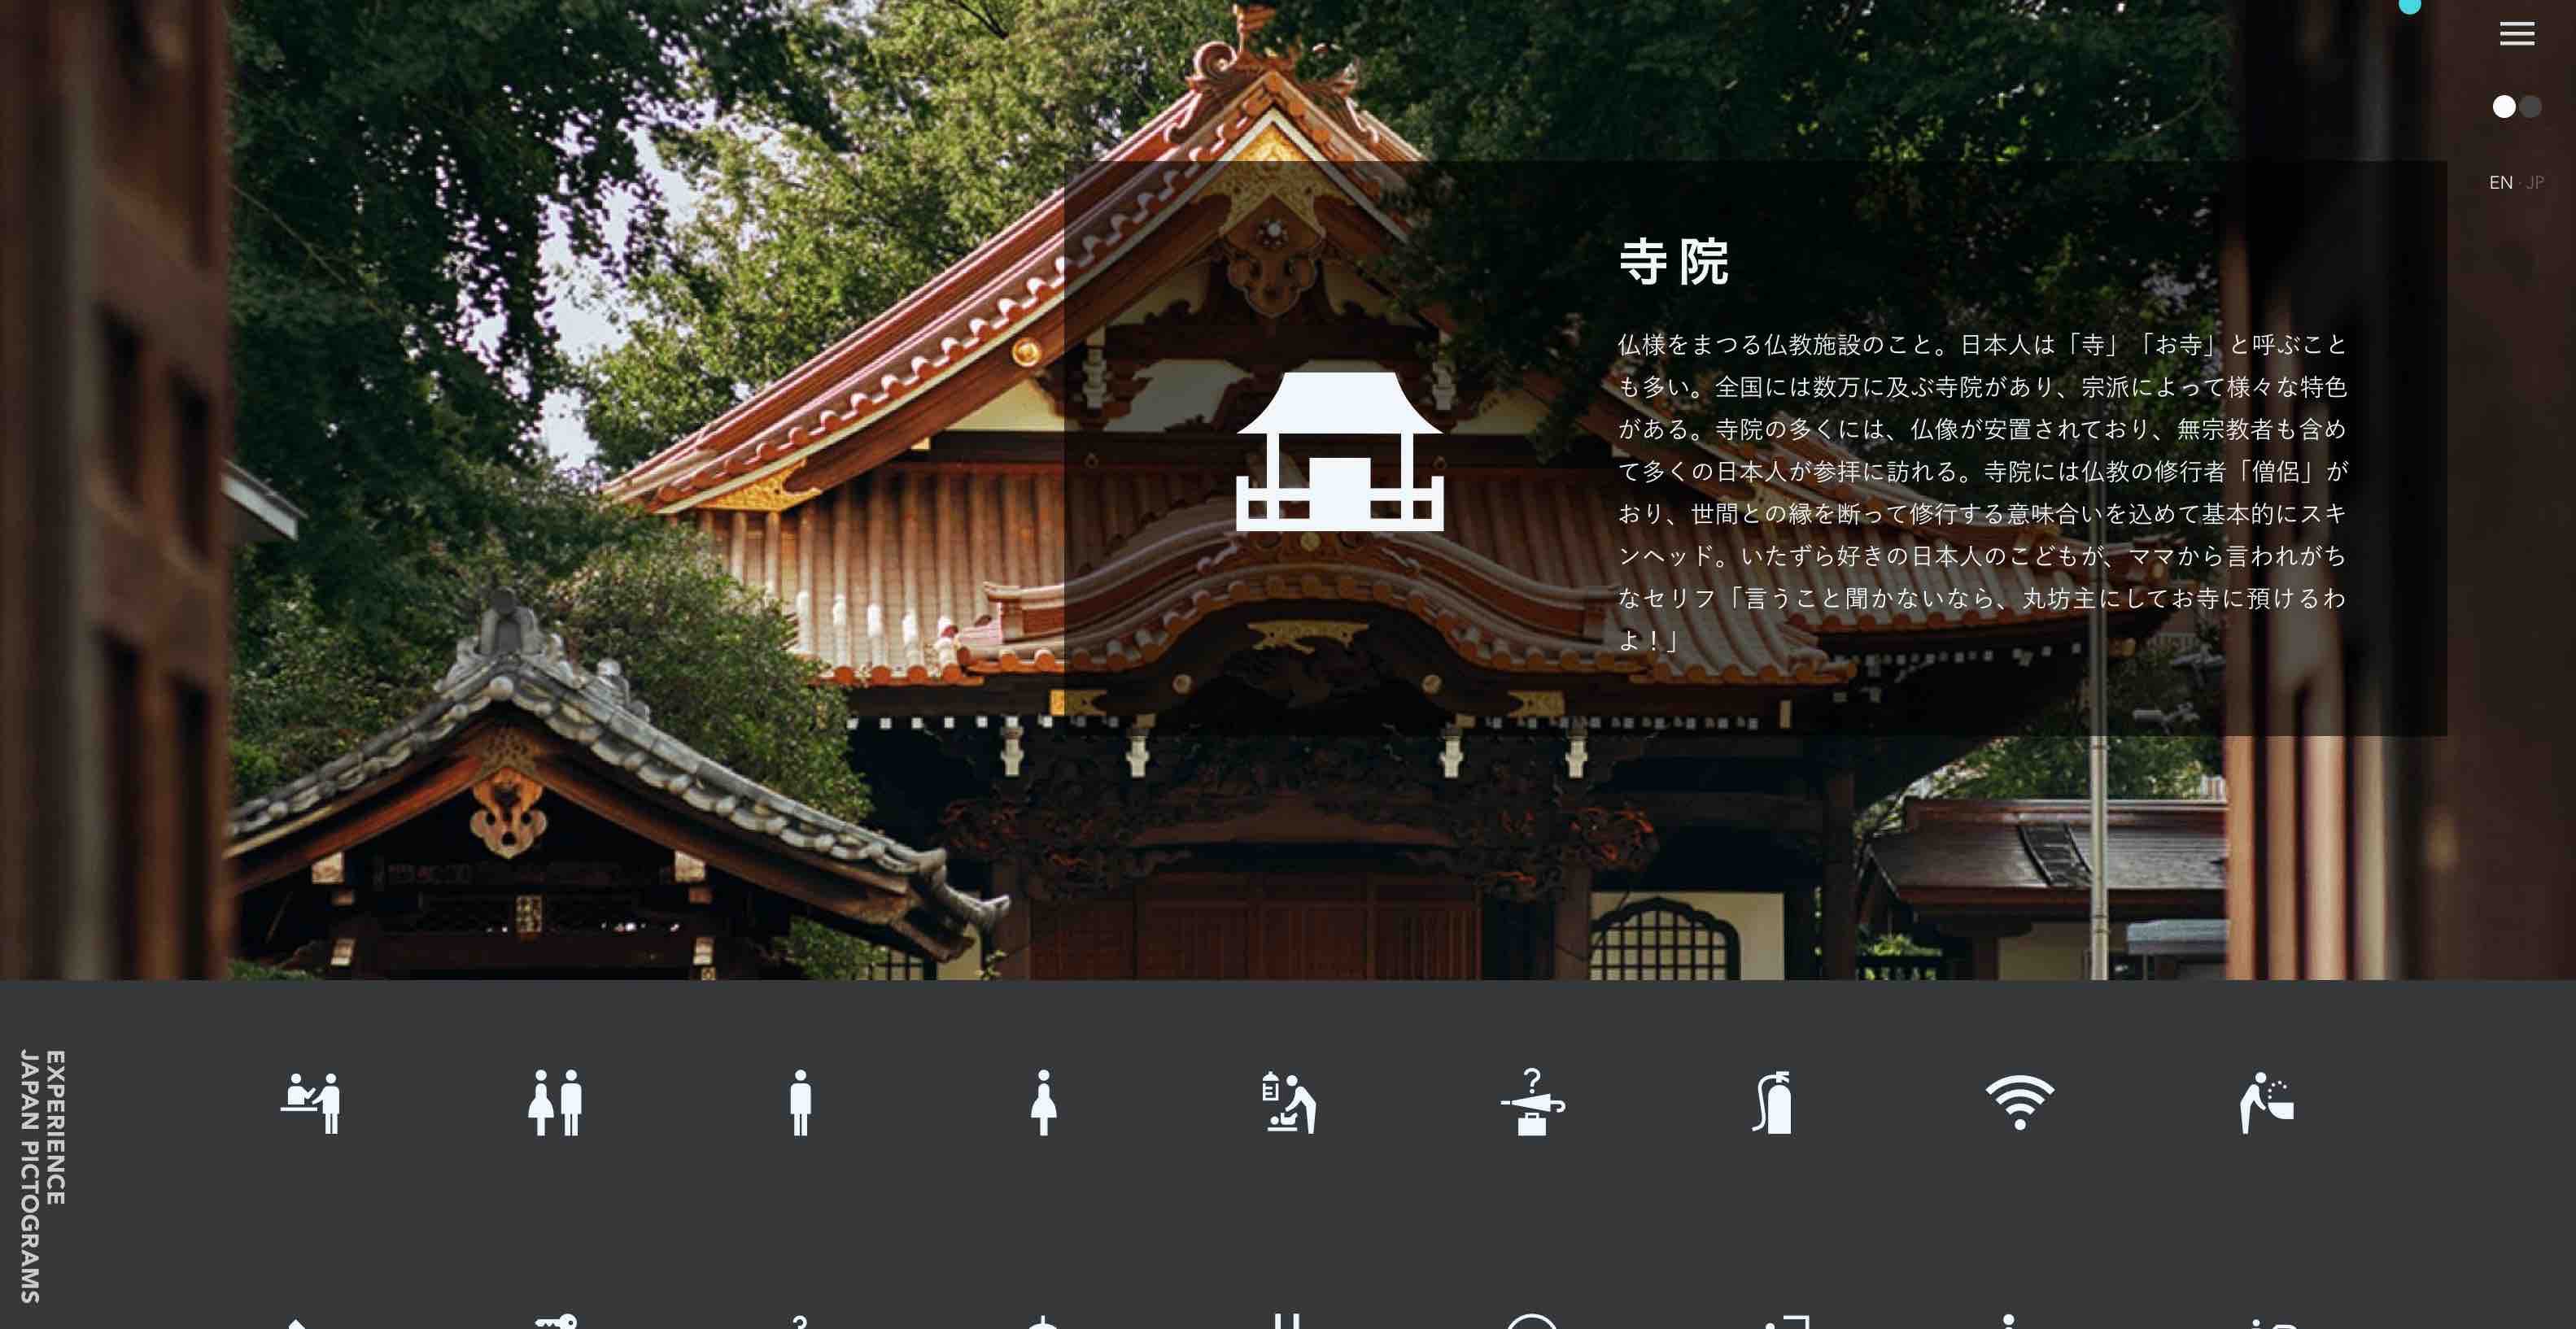 EN · JP
寺院
仏様をまつる仏教施設のこと。日本人は「寺」「お寺」と呼ぶこと
も多い。全国には数万に及ぶ寺院があり、宗派によって様々な特色
がある。寺院の多くには、仏像が安置されており、無宗教者も含め
て多くの日本人が参拝に訪れる。寺院には仏教の修行者「僧侶」が
おり、世間との縁を断って修行する意味合いを込めて基本的にスキ
ンヘッド。いたずら好きの日本人のこどもが、ママから言われがち
なセリフ「言うこと聞かないなら、丸坊主にしてお寺に預けるわ
よ！」
EXPERIENCE
JAPAN PICTOGRAMS
?